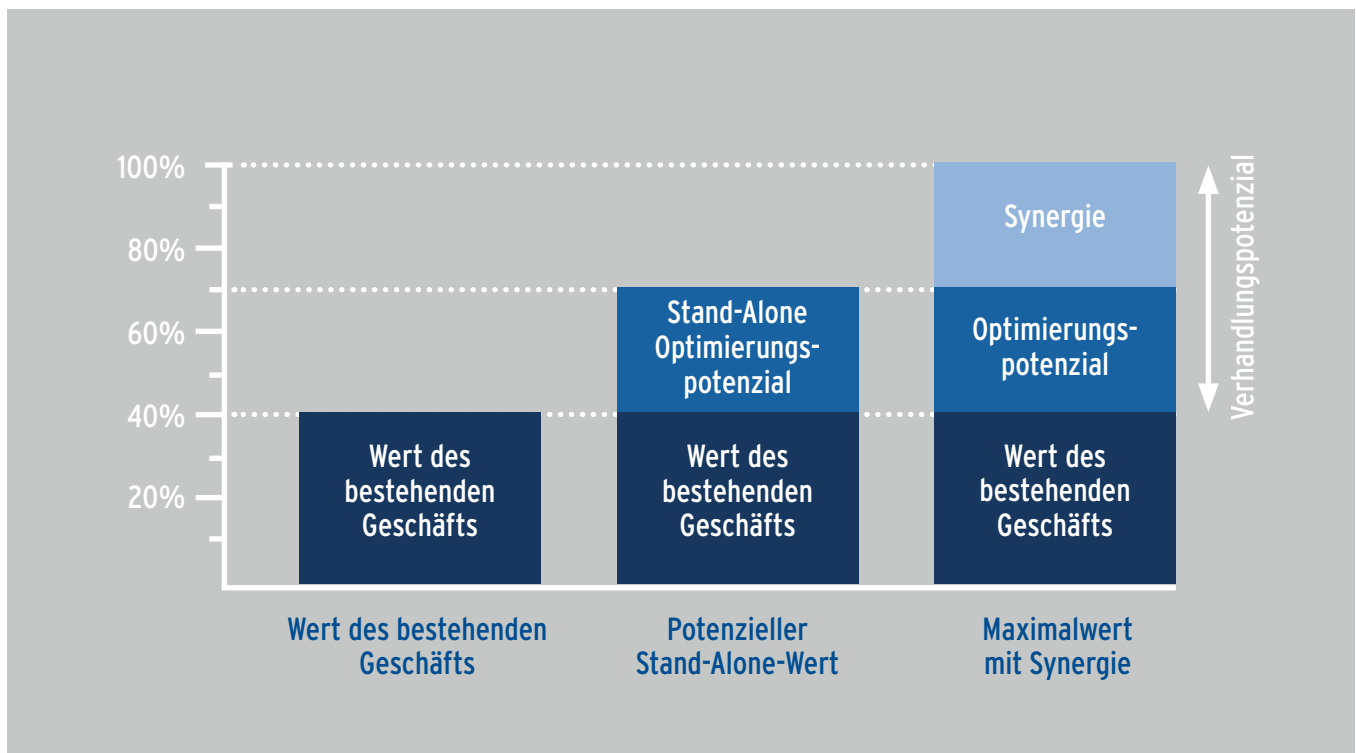 100%
80%
60%
40%
20%
Wert des
bestehenden
Geschäfts
Stand-Alone
Optimierungs-
potenzial
Wert des
bestehenden
Geschäfts
Synergie
Optimierungs-
potenzial
Wert des
bestehenden
Geschäfts
Verhandlungspotenzial
Wert des bestehenden
Geschäfts
Potenzieller
Stand-Alone-Wert
Maximalwert
mit Synergie